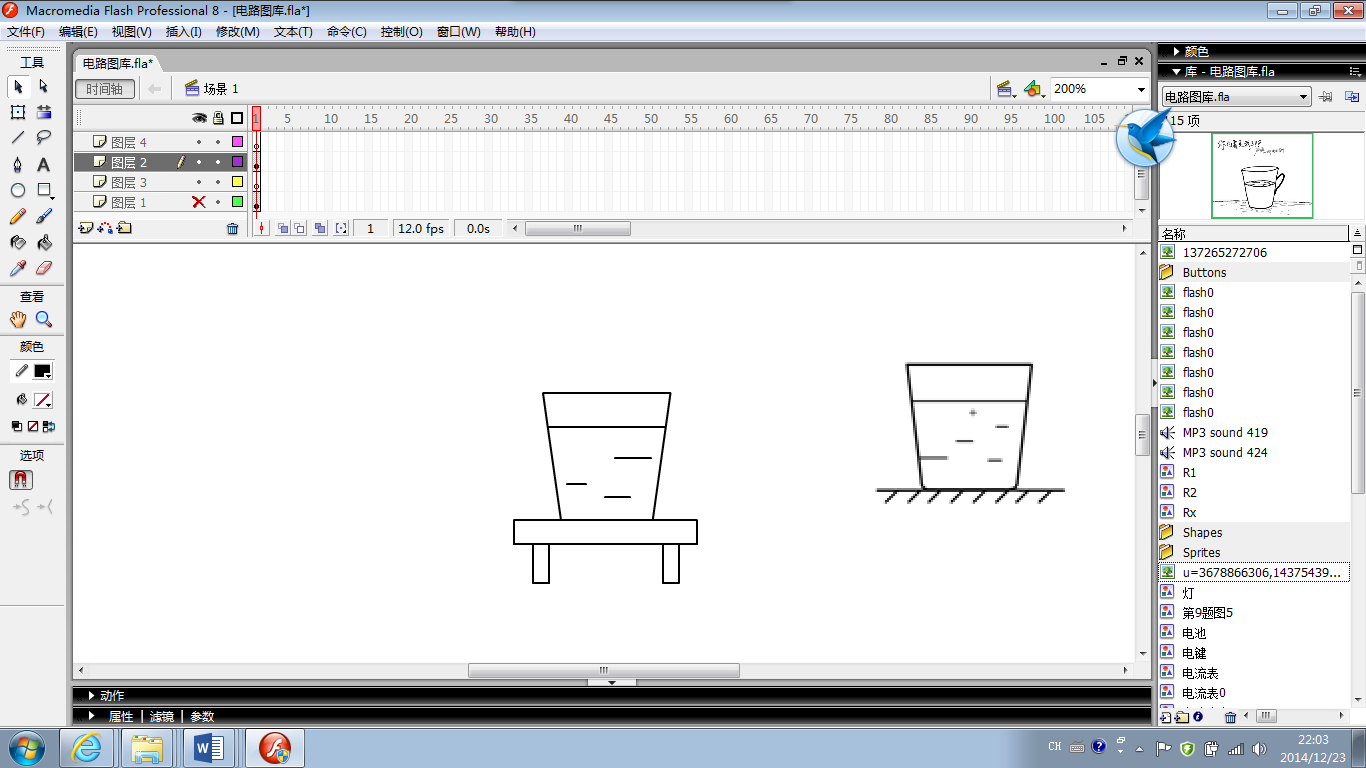 Macromedia Flash Professional 8 - [电路图库.fla*]
文件(F) 编辑(E) 视图(V) 插入(I) 修改(M) 文本(T) 命令(C) 控制(O) 窗口(W) 帮助(H)
工具
查看
颜色
选项
电路图库.fla*
时间轴
场景 1
200%
1 5 10 15 20 25 30 35 40 45 50 55 60 65 70 75 80 85 90 95 100 105
图层 4
图层 2
图层 3
图层 1
1 12.0 fps 0.0s
动作
属性 | 滤镜 | 参数
颜色
库 - 电路图库.fla
电路图库.fla
15 项
名称
137265272706
Buttons
flash0
flash0
flash0
flash0
flash0
flash0
flash0
MP3 sound 419
MP3 sound 424
R1
R2
Rx
Shapes
Sprites
u=3678866306,14375439...
灯
第9题图5
电池
电键
电流表
电流表0
CH
22:03
2014/12/23